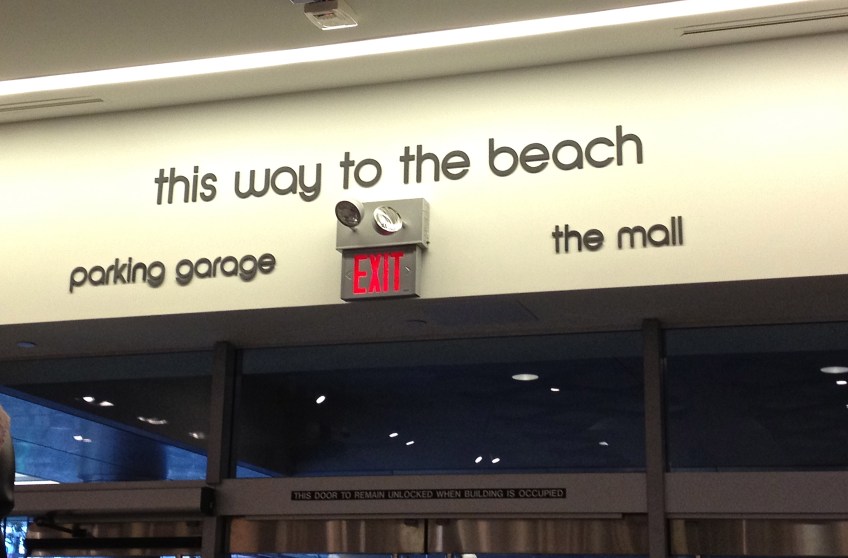 this way to the beach
parking garage
EXIT
the mall
THIS DOOR TO REMAIN UNLOCKED WHEN BUILDING IS OCCUPIED